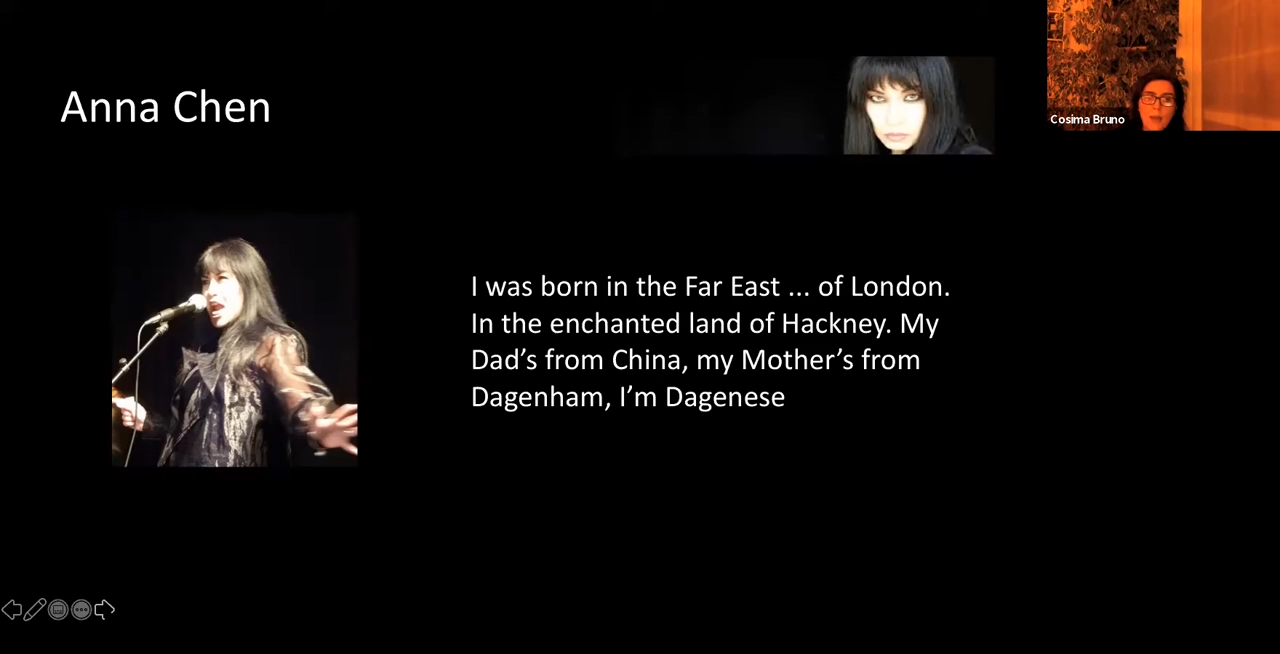 Anna Chen
Cosima Bruno
I was born in the Far East ... of London.
In the enchanted land of Hackney. My
Dad’s from China, my Mother’s from
Dagenham, I’m Dagenese